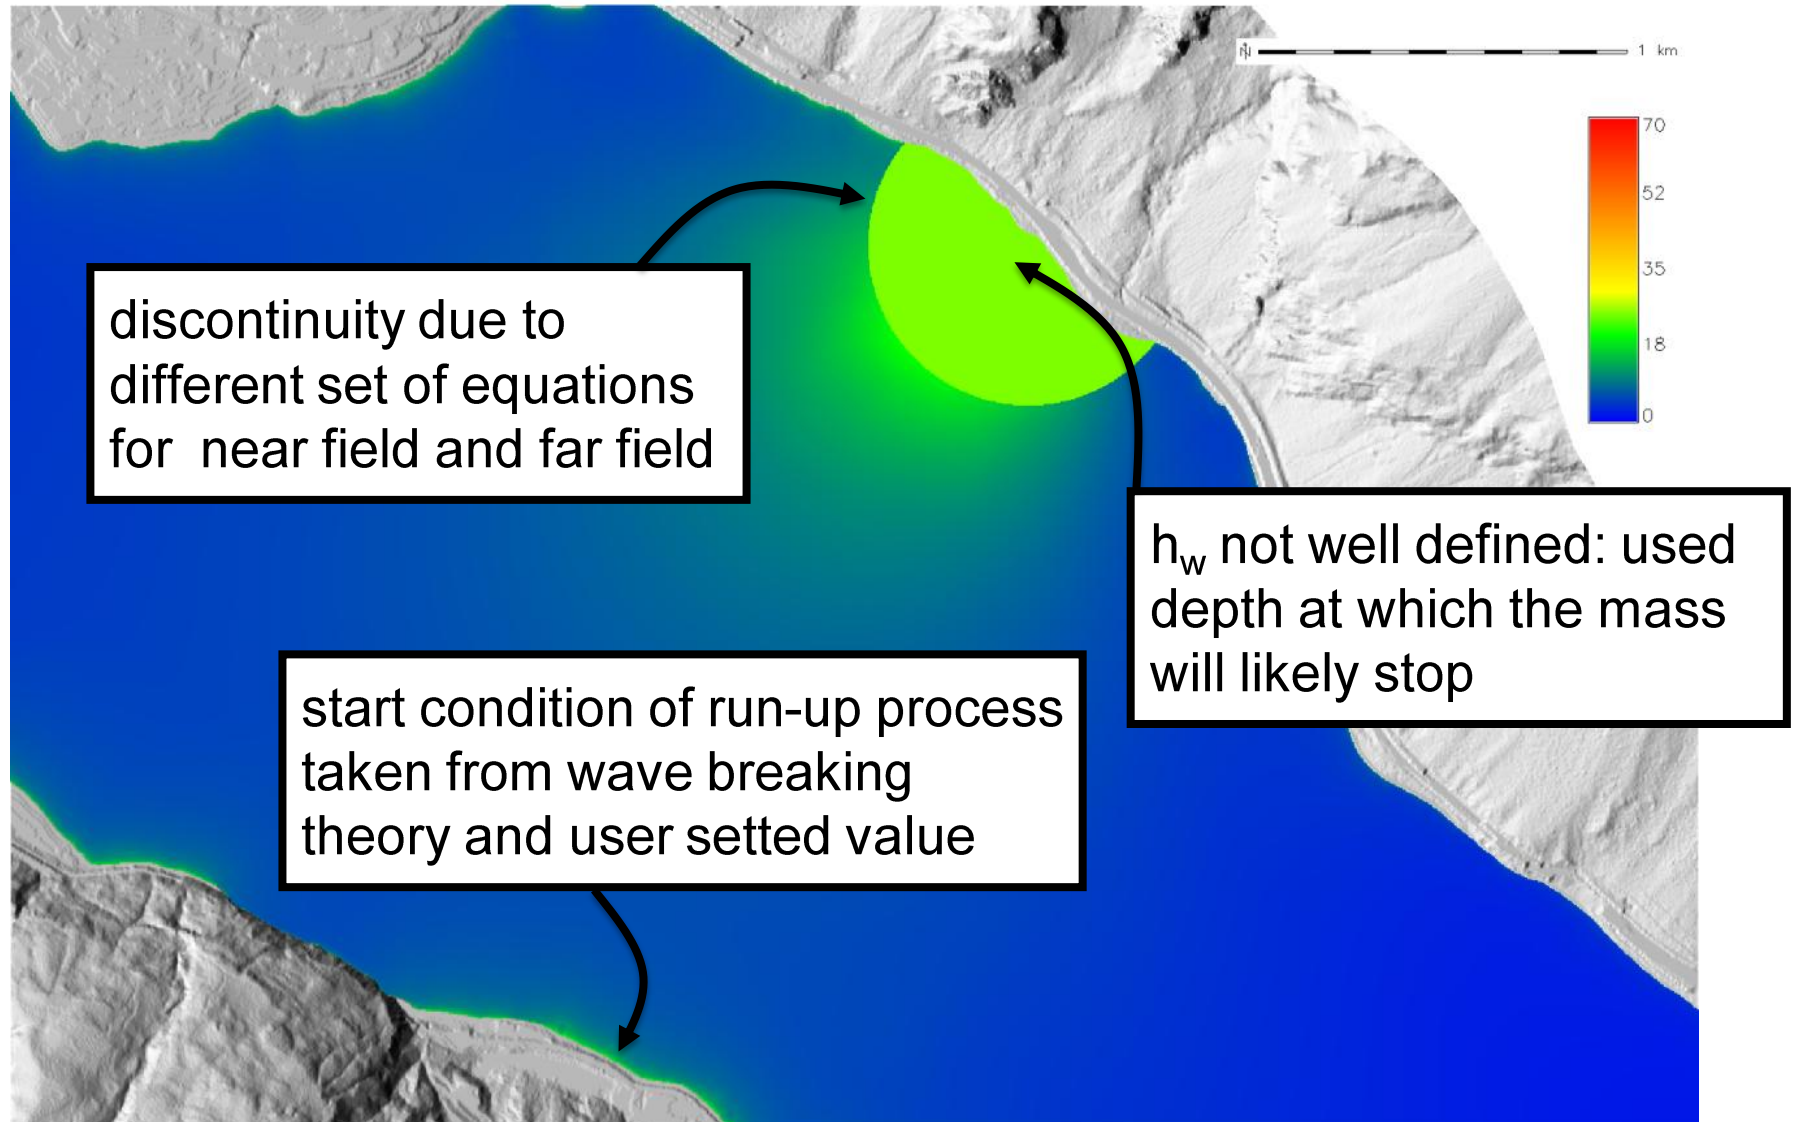 1 km
70
52
35
18
0
discontinuity due to
different set of equations
for near field and far field
hw not well defined: used
depth at which the mass
will likely stop
start condition of run-up process
taken from wave breaking
theory and user setted value